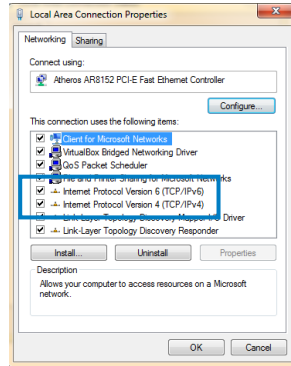 Local Area Connection Properties
Networking
Sharing
Connect using:
Atheros AR8152 PCI-E Fast Ethernet Controller
Configure...
This connection uses the following items:
Client for Microsoft Networks
VirtualBox Bridged Networking Driver
QoS Packet Scheduler
File and Printer Sharing for Microsoft Networks
Internet Protocol Version 6 (TCP/IPv6)
Internet Protocol Version 4 (TCP/IPv4)
Link-Layer Topology Discovery Mapper I/O Driver
Link-Layer Topology Discovery Responder
Install...
Uninstall
Properties
Description
Allows your computer to access resources on a Microsoft
network.
OK
Cancel